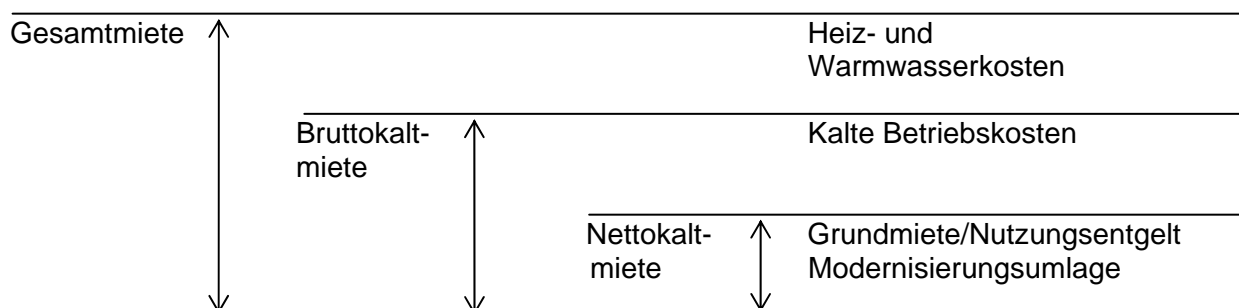 Gesamtmiete
Heiz- und
Warmwasserkosten
Bruttokalt-
miete
Kalte Betriebskosten
Nettokalt-
miete
Grundmiete/Nutzungsentgelt
Modernisierungsumlage